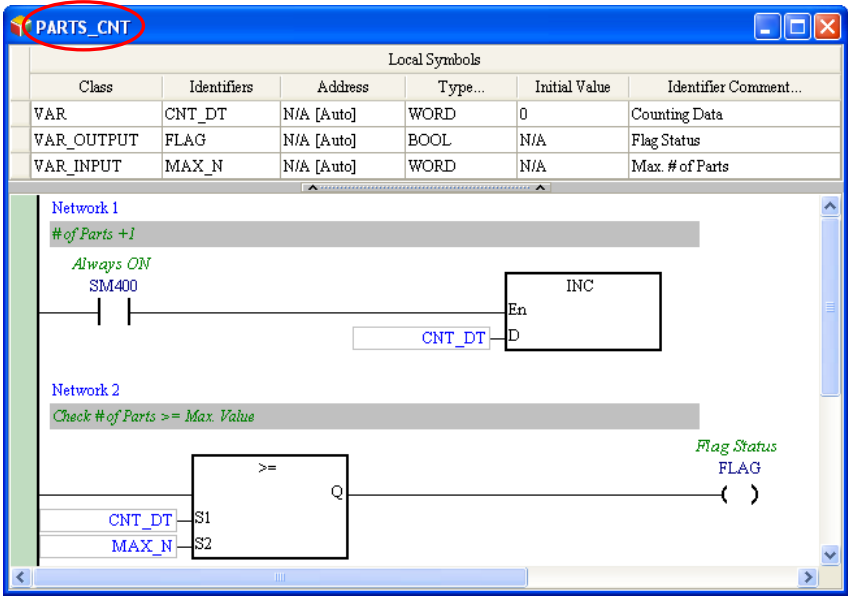 PARTS_CNT
Local Symbols
Class Identifiers Address Type... Initial Value Identifier Comment...
VAR CNT_DT N/A [Auto] WORD 0 Counting Data
VAR_OUTPUT FLAG N/A [Auto] BOOL N/A Flag Status
VAR_INPUT MAX_N N/A [Auto] WORD N/A Max. # of Parts
Network 1
# of Parts +1
Always ON
SM400
INC
En
CNT_DT D
Network 2
Check # of Parts >= Max. Value
Flag Status
>= FLAG
Q
CNT_DT S1
MAX_N S2